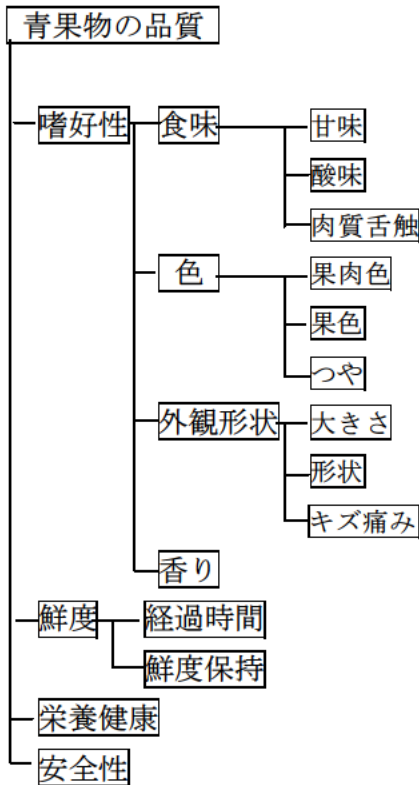 青果物の品質
嗜好性 食味 甘味
酸味
肉質舌触
色 果肉色
果色
つや
外観形状 大きさ
形状
キズ痛み
香り
鮮度 経過時間
鮮度保持
栄養健康
安全性